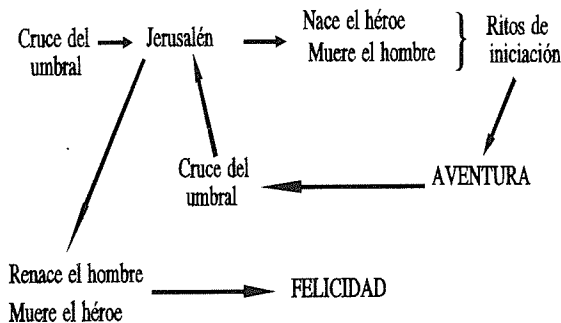 Cruce del
umbral
Jerusalén
Nace el héroe
Muere el hombre
Ritos de
iniciación
Cruce del
umbral
AVENTURA
Renace el hombre
Muere el héroe
FELICIDAD